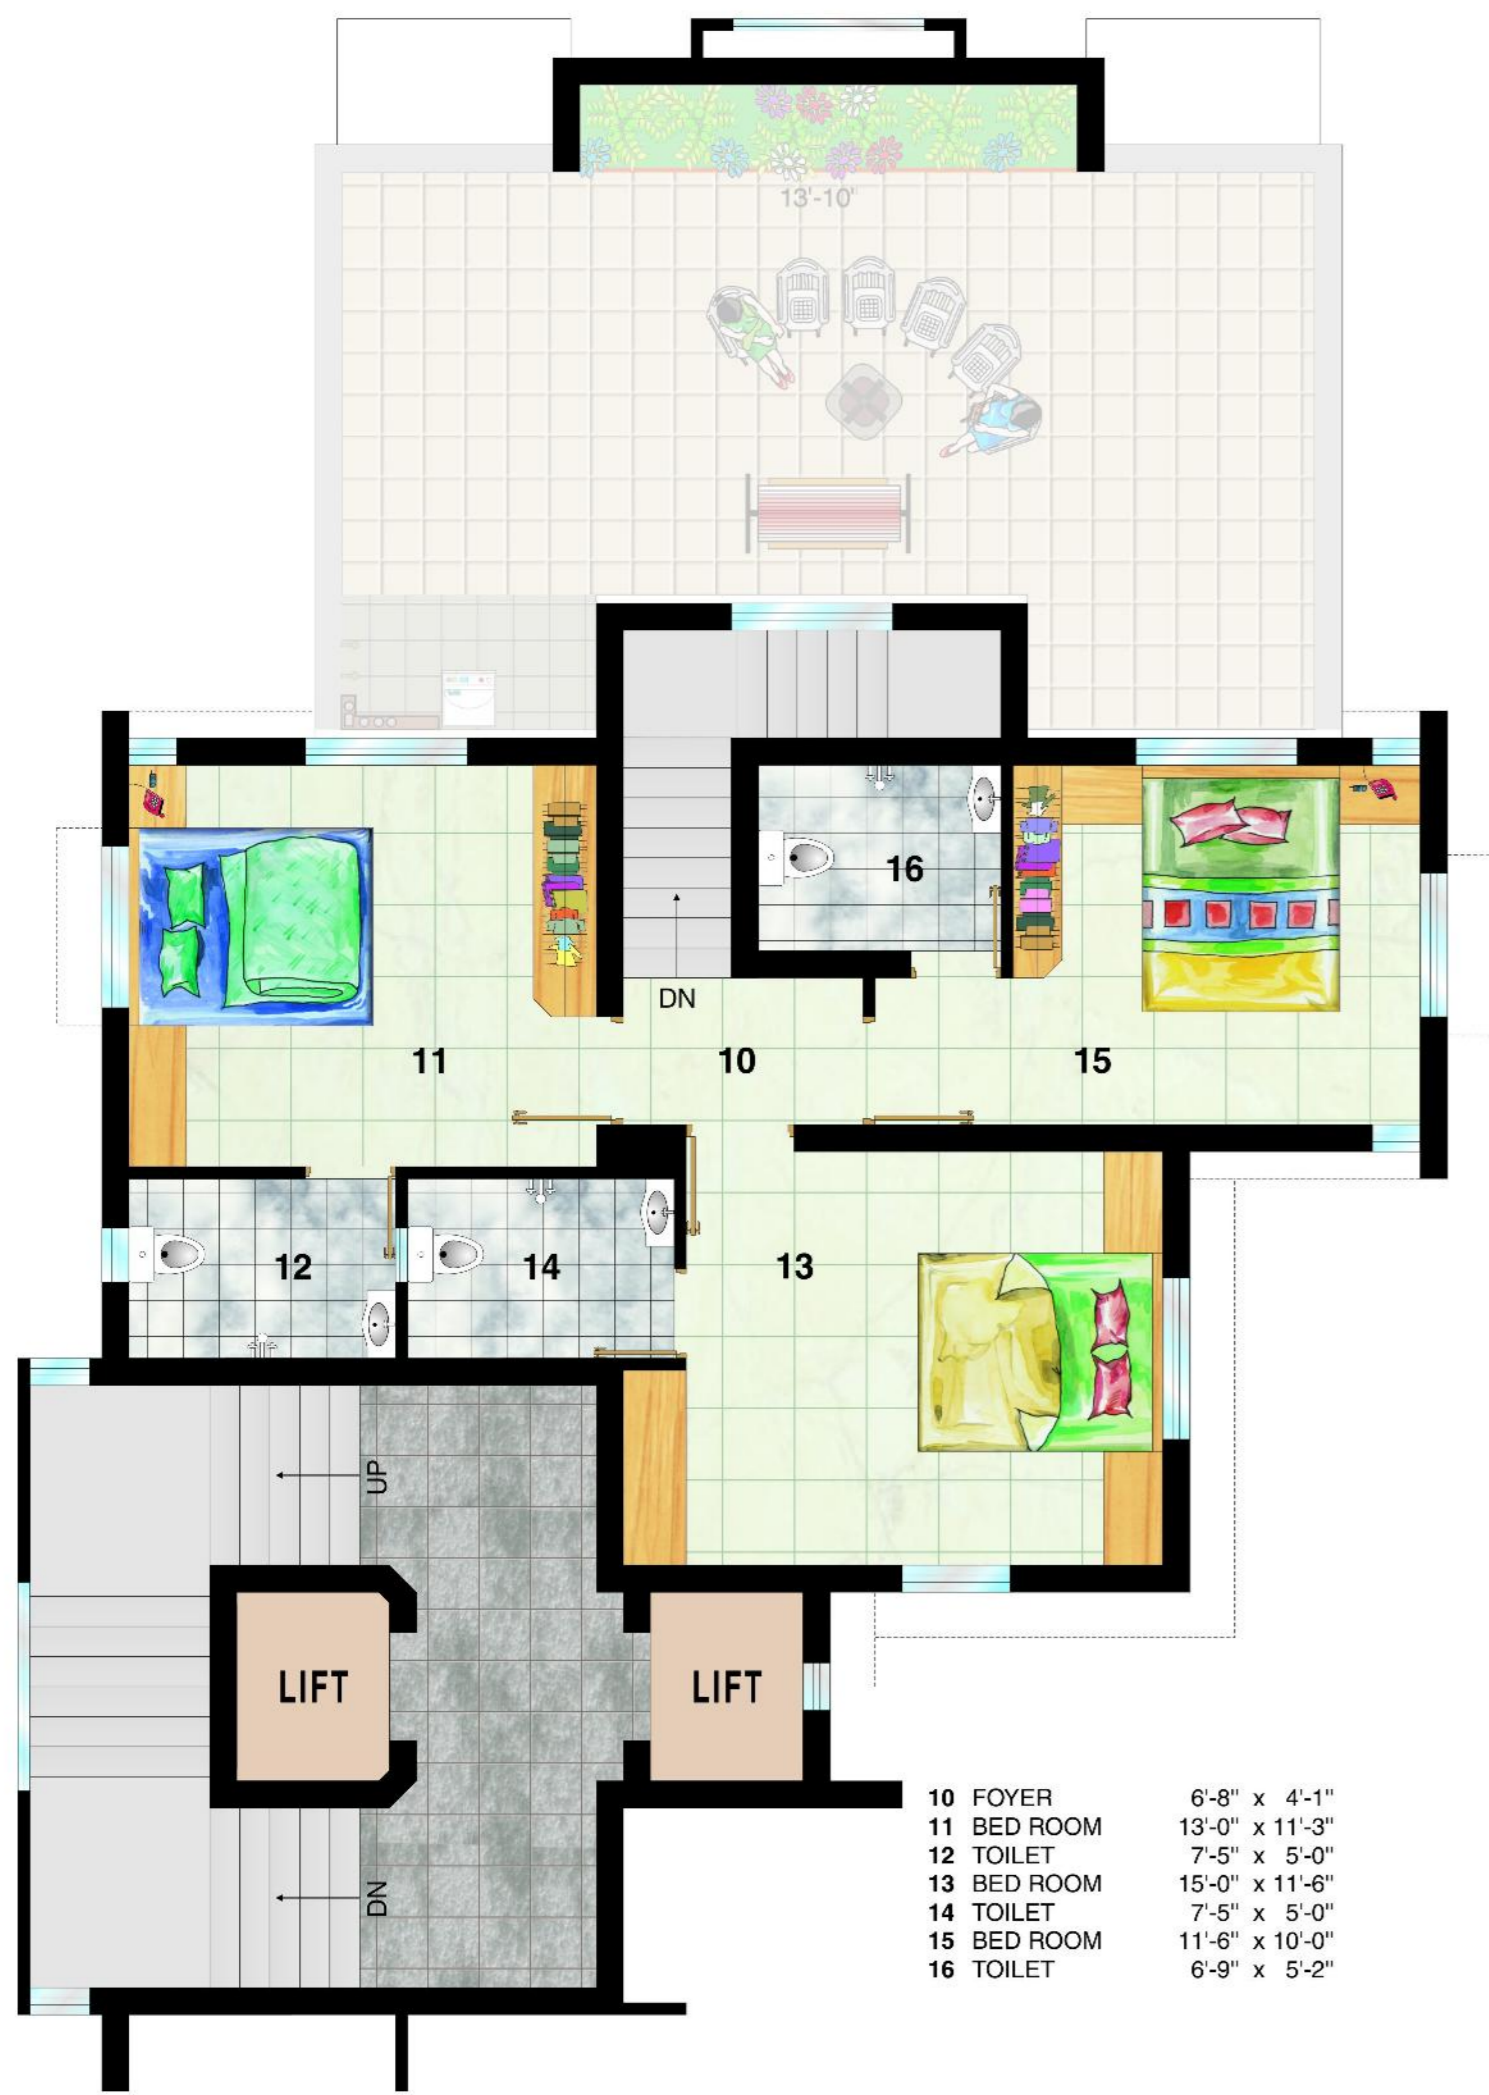 13'-10"
16
DN
11
10
15
12
14
13
UP
LIFT
LIFT
DN
10 FOYER 6'-8" x 4'-1"
11 BED ROOM 13'-0" x 11'-3"
12 TOILET 7'-5" x 5'-0"
13 BED ROOM 15'-0" x 11'-6"
14 TOILET 7'-5" x 5'-0"
15 BED ROOM 11'-6" x 10'-0"
16 TOILET 6'-9" x 5'-2"